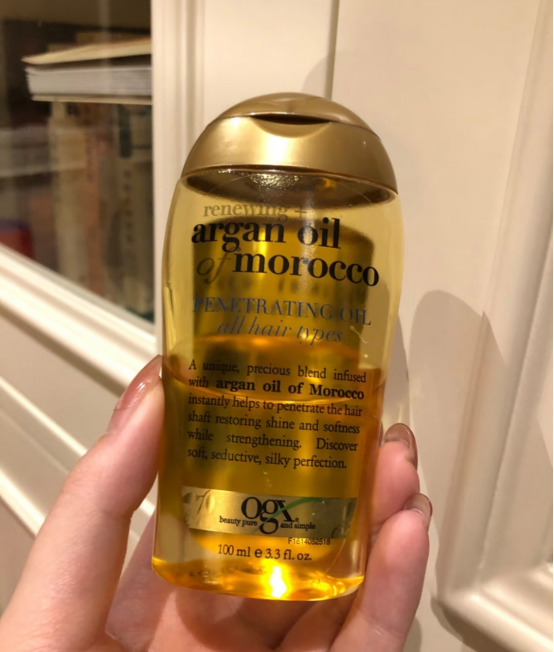 renewing +
argan oil
of morocco
PENETRATING OIL
all hair types
A unique, precious blend infused
with argan oil of Morocco
instantly helps to penetrate the hair
shaft restoring shine and softness
while strengthening. Discover
soft, seductive, silky perfection.
ogx®
beauty pure and simple
100 ml e 3.3 fl. oz.